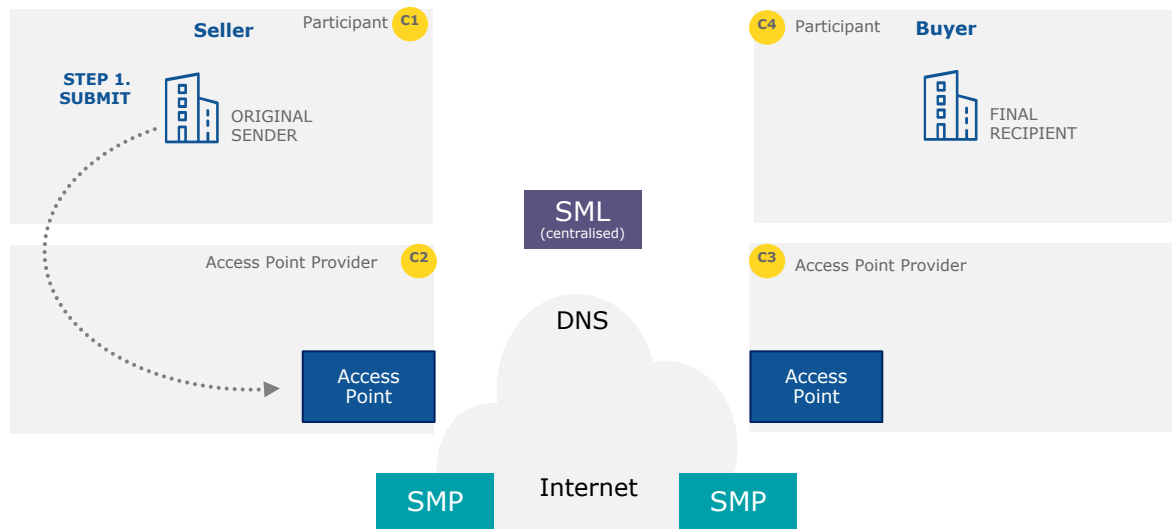 Seller
Participant
C1
STEP 1.
SUBMIT
ORIGINAL
SENDER
C4
Participant
Buyer
FINAL
RECIPIENT
SML
(centralised)
Access Point Provider
C2
C3
Access Point Provider
DNS
Access
Point
Access
Point
SMP
Internet
SMP